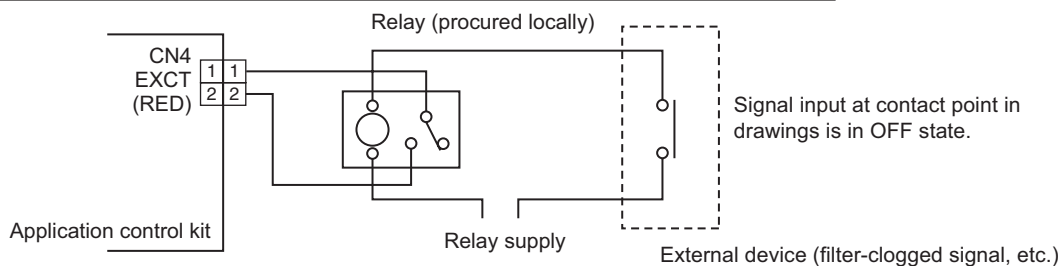 Relay (procured locally)
CN4
EXCT
(RED)
1 1
2 2
Signal input at contact point in
drawings is in OFF state.
Application control kit
Relay supply
External device (filter-clogged signal, etc.)